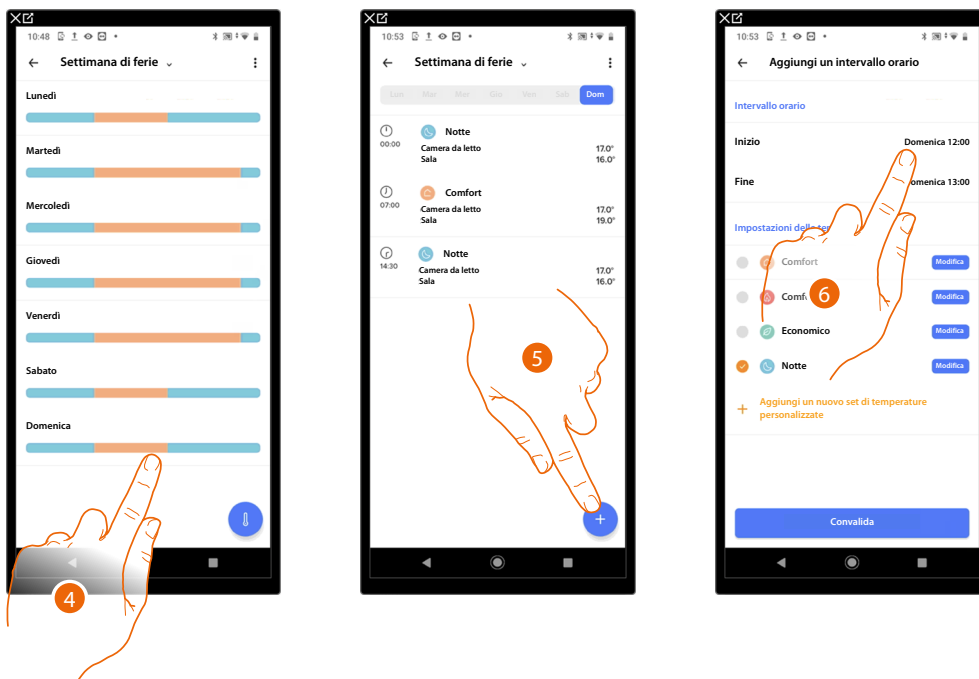 10:48
Settimana di ferie
Lunedì
Martedì
Mercoledì
Giovedì
Venerdì
Sabato
Domenica
4
10:53
Settimana di ferie
Lun Mar Mer Gio Ven Sab Dom
00:00
Notte
Camera da letto 17.0°
Sala 16.0°
07:00
Comfort
Camera da letto 17.0°
Sala 19.0°
14:30
Notte
Camera da letto 17.0°
Sala 16.0°
5
+
10:53
Aggiungi un intervallo orario
Intervallo orario
Inizio Domenica 12:00
Fine omenica 13:00
Impostazioni delle
Comfort Modifica
Comf Modifica
Economico Modifica
Notte Modifica
+ Aggiungi un nuovo set di temperature
personalizzate
Convalida
6